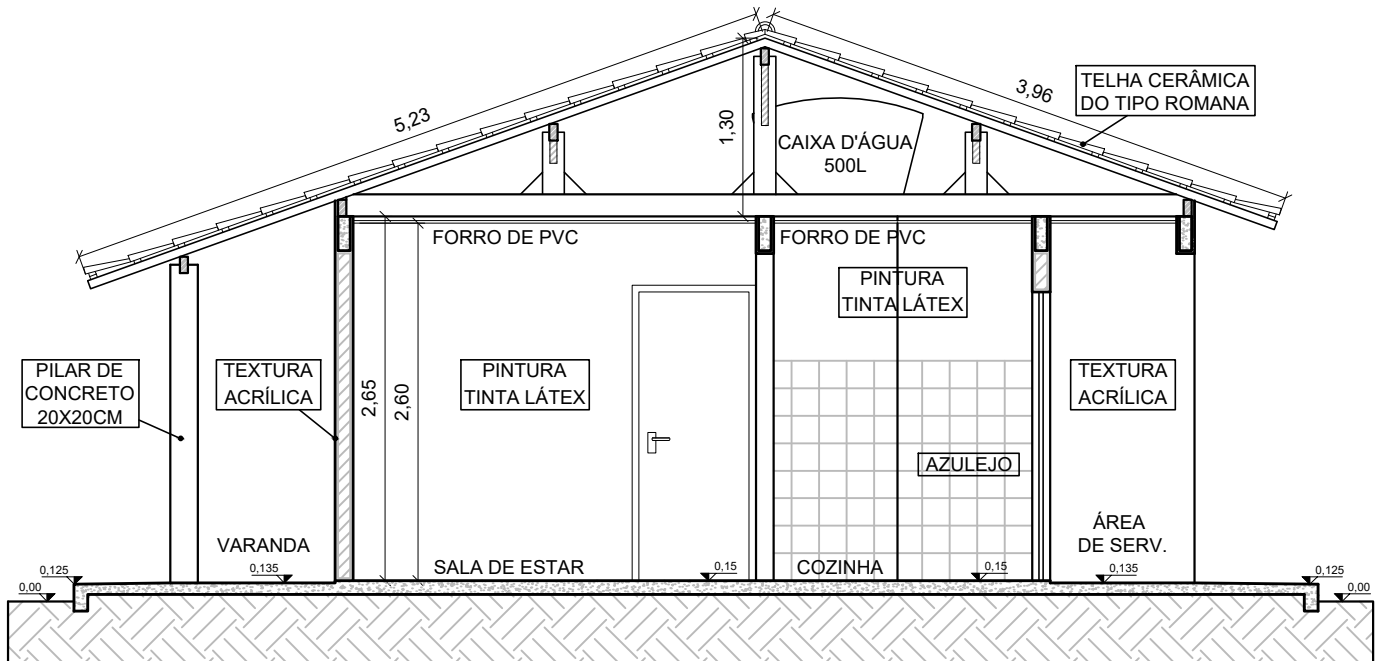 5,23
3,96
TELHA CERÂMICA
DO TIPO ROMANA
1,30
CAIXA D'ÁGUA
500L
FORRO DE PVC
FORRO DE PVC
PINTURA
TINTA LÁTEX
PILAR DE
CONCRETO
20X20CM
TEXTURA
ACRÍLICA
2,65
2,60
PINTURA
TINTA LÁTEX
TEXTURA
ACRÍLICA
AZULEJO
VARANDA
SALA DE ESTAR
COZINHA
ÁREA
DE SERV.
0,00
0,125
0,135
0,15
0,15
0,135
0,125
0,00